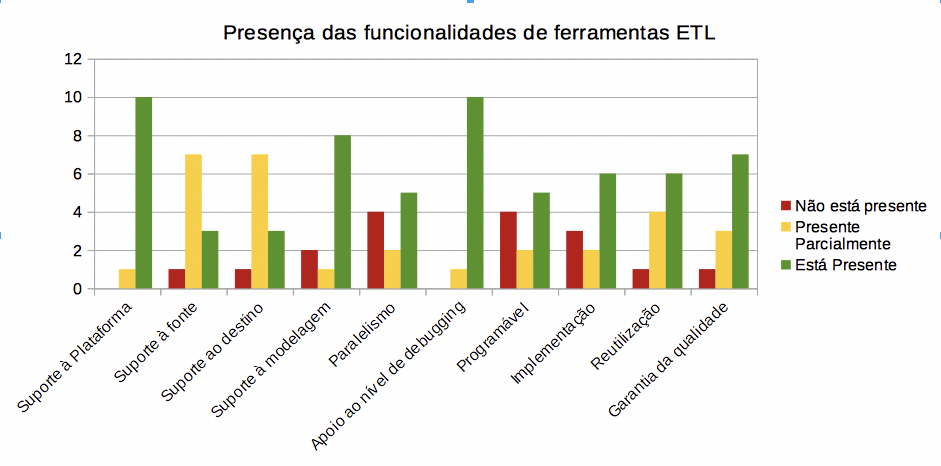 Presença das funcionalidades de ferramentas ETL
12
10
8
6
4
2
0
Suporte à Plataforma
Suporte à fonte
Suporte ao destino
Suporte à modelagem
Paralelismo
Apoio ao nível de debugging
Programável
Implementação
Reutilização
Garantia da qualidade
Não está presente
Presente
Parcialmente
Está Presente